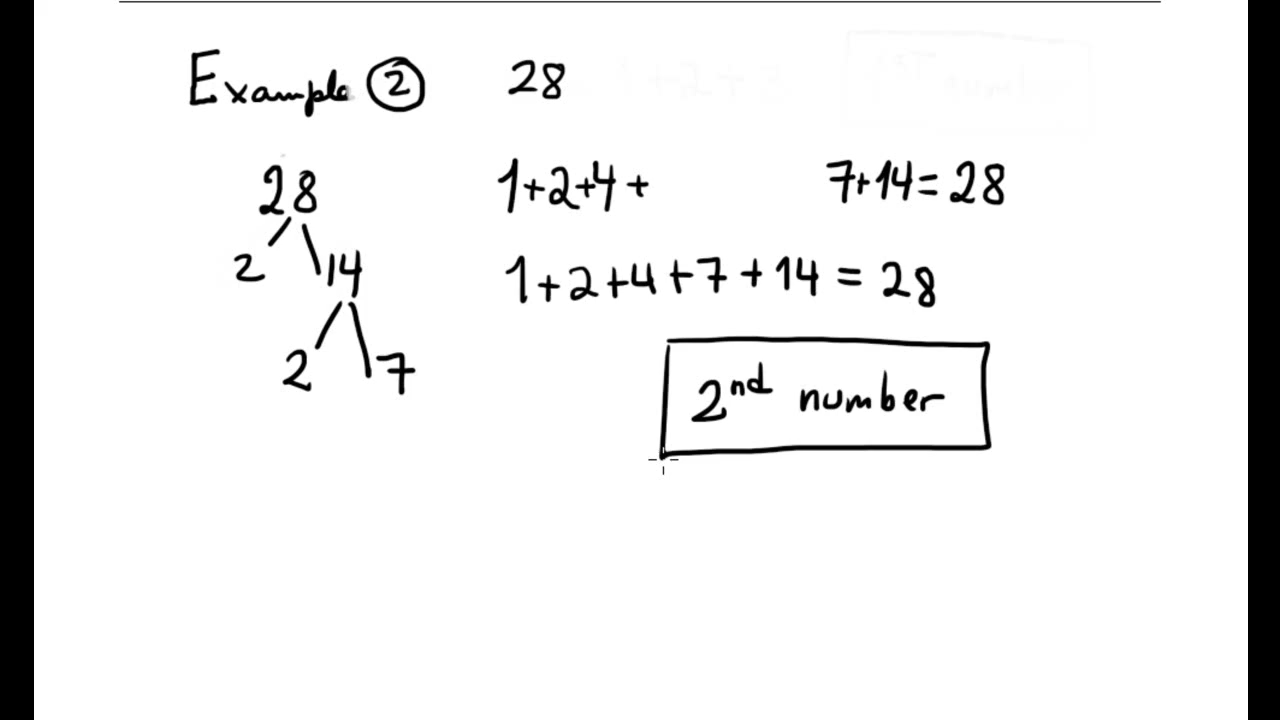 Example 2 28
28 1+2+4+ 7+14=28
2 14 1+2+4+7+14=28
2 7
2nd number